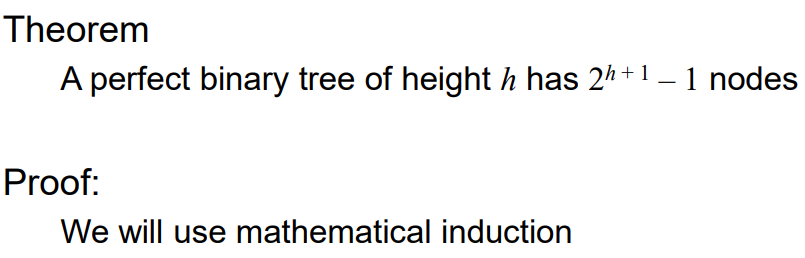 Theorem
A perfect binary tree of height h has 2^{h + 1} – 1 nodes
Proof:
We will use mathematical induction